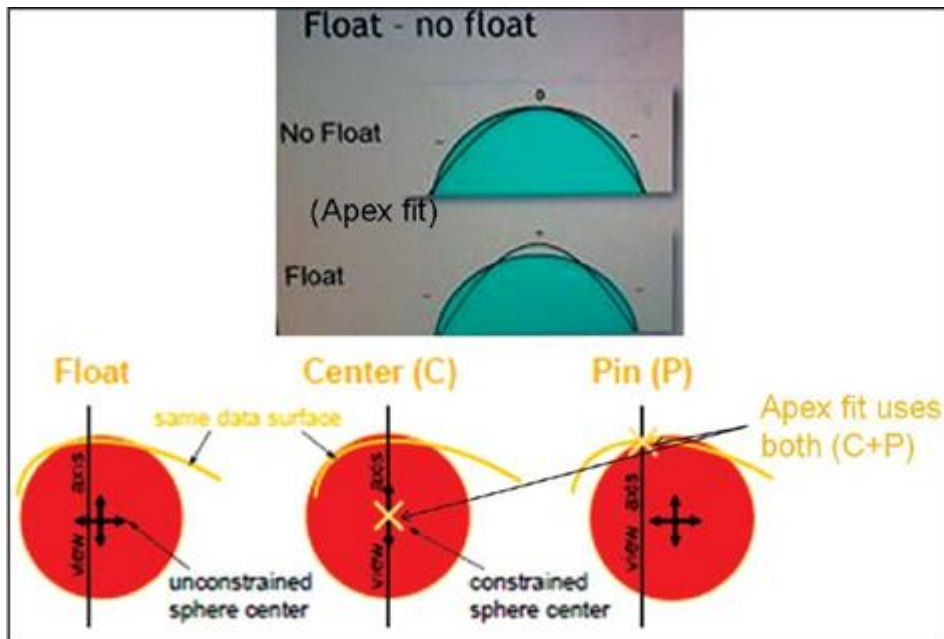 Float - no float
0
No Float
-
-
(Apex fit)
+
Float
-
-
Float
Center (C)
Pin (P)
same data surface
Apex fit uses
both (C+P)
view axis
view axis
view axis
unconstrained
sphere center
constrained
sphere center